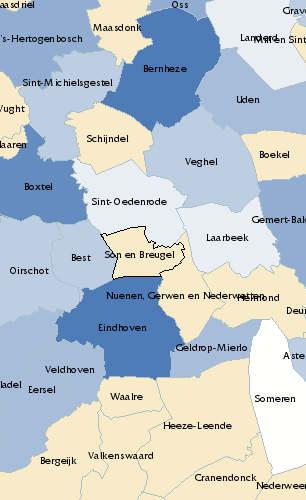 aasdriel
Oss
Grave
Maasdonk
's-Hertogenbosch
Landerd
Mill en Sint
Bernheze
Sint-Michielsgestel
Uden
Vught
Schijndel
Haaren
Veghel
Boekel
Boxtel
Sint-Oedenrode
Gemert-Bak
Laarbeek
Son en Breugel
Best
Oirschot
Nuenen, Gerwen en Nederwetten
Helmond
Deur
Eindhoven
Geldrop-Mierlo
Aste
Veldhoven
ladel
Eersel
Waalre
Someren
Heeze-Leende
Valkenswaard
Bergeijk
Cranendonck
Nederweer